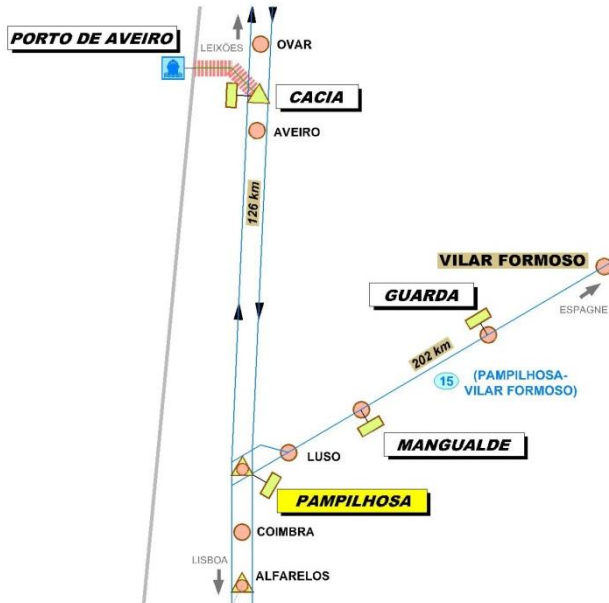 PORTO DE AVEIRO
LEIXÕES
OVAR
CACIA
AVEIRO
126 km
VILAR FORMOSO
GUARDA
ESPAGNE
202 km
15
(PAMPILHOSA-
VILAR FORMOSO)
MANGUALDE
LUSO
PAMPILHOSA
COIMBRA
LISBOA
ALFARELOS